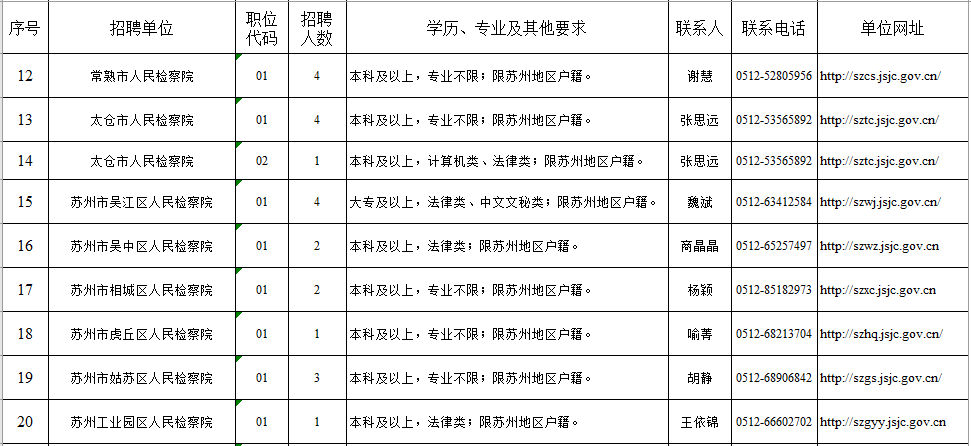 序号 招聘单位 职位代码 招聘人数 学历、专业及其他要求 联系人 联系电话 单位网址
12 常熟市人民检察院 01 4 本科及以上，专业不限；限苏州地区户籍。 谢慧 0512-52805956 http://szcs.jsjc.gov.cn/
13 太仓市人民检察院 01 4 本科及以上，专业不限；限苏州地区户籍。 张思远 0512-53565892 http://sztc.jsjc.gov.cn/
14 太仓市人民检察院 02 1 本科及以上，计算机类、法律类；限苏州地区户籍。 张思远 0512-53565892 http://sztc.jsjc.gov.cn/
15 苏州市吴江区人民检察院 01 4 大专及以上，法律类、中文文秘类；限苏州地区户籍。 魏斌 0512-63412584 http://szwj.jsjc.gov.cn/
16 苏州市吴中区人民检察院 01 2 本科及以上，法律类；限苏州地区户籍。 商晶晶 0512-65257497 http://szwz.jsjc.gov.cn
17 苏州市相城区人民检察院 01 2 本科及以上，专业不限；限苏州地区户籍。 杨颖 0512-85182973 http://szxc.jsjc.gov.cn
18 苏州市虎丘区人民检察院 01 1 本科及以上，专业不限；限苏州地区户籍。 喻菁 0512-68213704 http://szhq.jsjc.gov.cn/
19 苏州市姑苏区人民检察院 01 3 本科及以上，专业不限；限苏州地区户籍。 胡静 0512-68906842 http://szgs.jsjc.gov.cn/
20 苏州工业园区人民检察院 01 1 本科及以上，法律类；限苏州地区户籍。 王依锦 0512-66602702 http://szgyy.jsjc.gov.cn